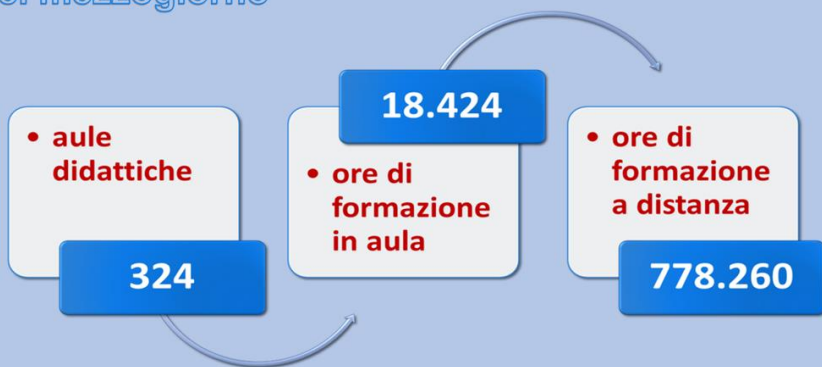 • aule
didattiche
324
18.424
• ore di
formazione
in aula
• ore di
formazione
a distanza
778.260